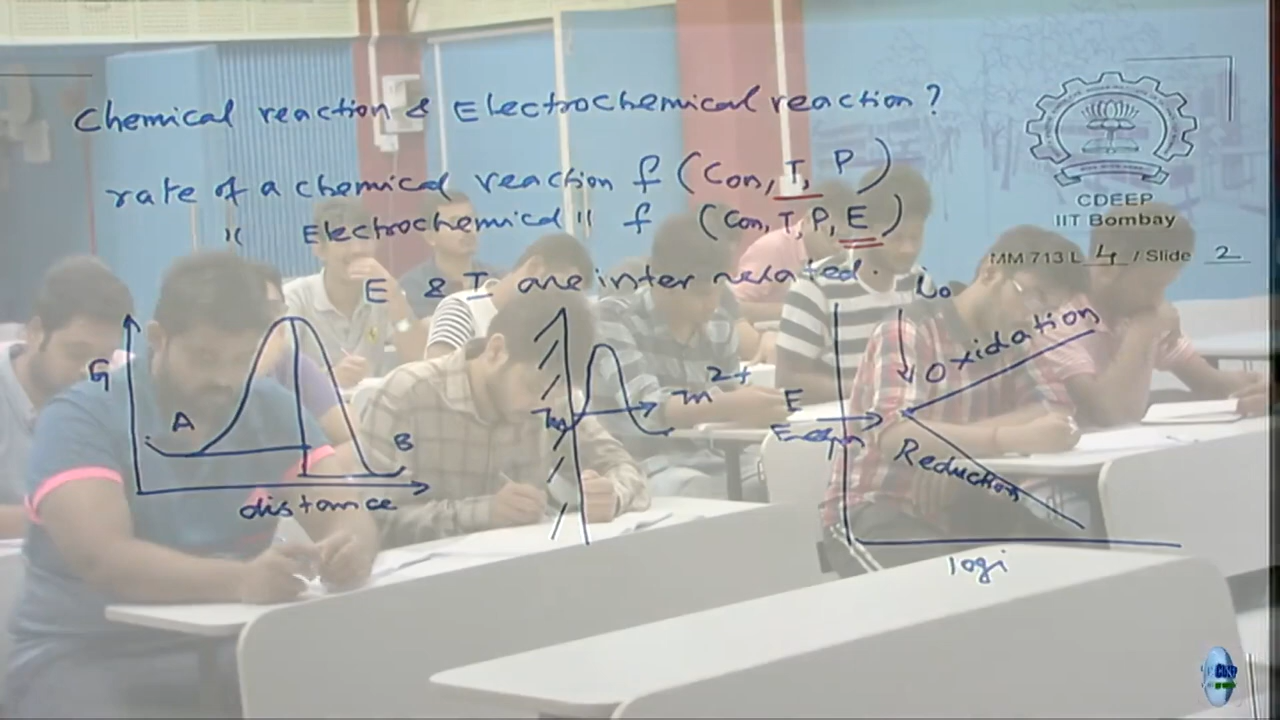 Chemical reaction & Electrochemical reaction?
rate of a chemical reaction f (Con, T, P)
" Electrochemical " f (Con, T, P, E)
E & I are inter related.
CDEEP
IIT Bombay
MM 713 L 4 / Slide 2
G
A
B
distance
m
m2+
E
i₀
Oxidation
Reduction
logi